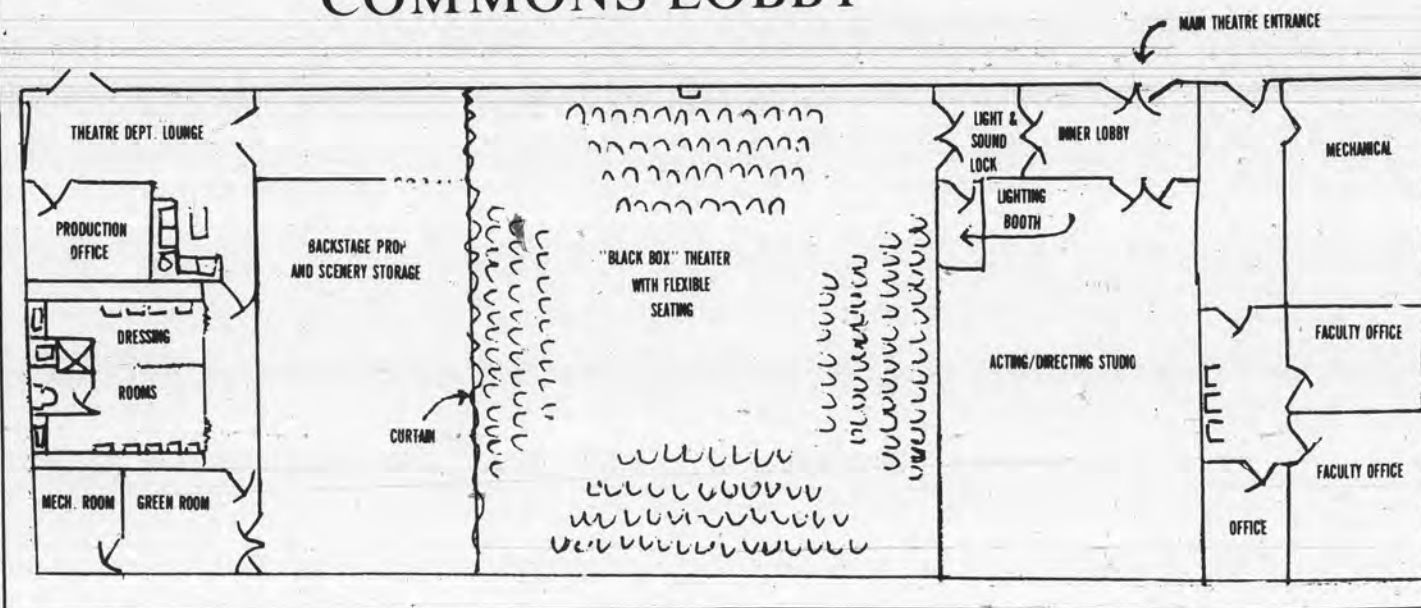 COMMONS LOBBY
MAIN THEATRE ENTRANCE
THEATRE DEPT. LOUNGE
LIGHT &
SOUND
LOCK
INNER LOBBY
MECHANICAL
PRODUCTION
OFFICE
BACKSTAGE PROP
AND SCENERY STORAGE
"BLACK BOX" THEATER
WITH FLEXIBLE
SEATING
LIGHTING
BOOTH
DRESSING
ROOMS
CURTAIN
ACTING/DIRECTING STUDIO
FACULTY OFFICE
FACULTY OFFICE
MECH. ROOM
GREEN ROOM
OFFICE